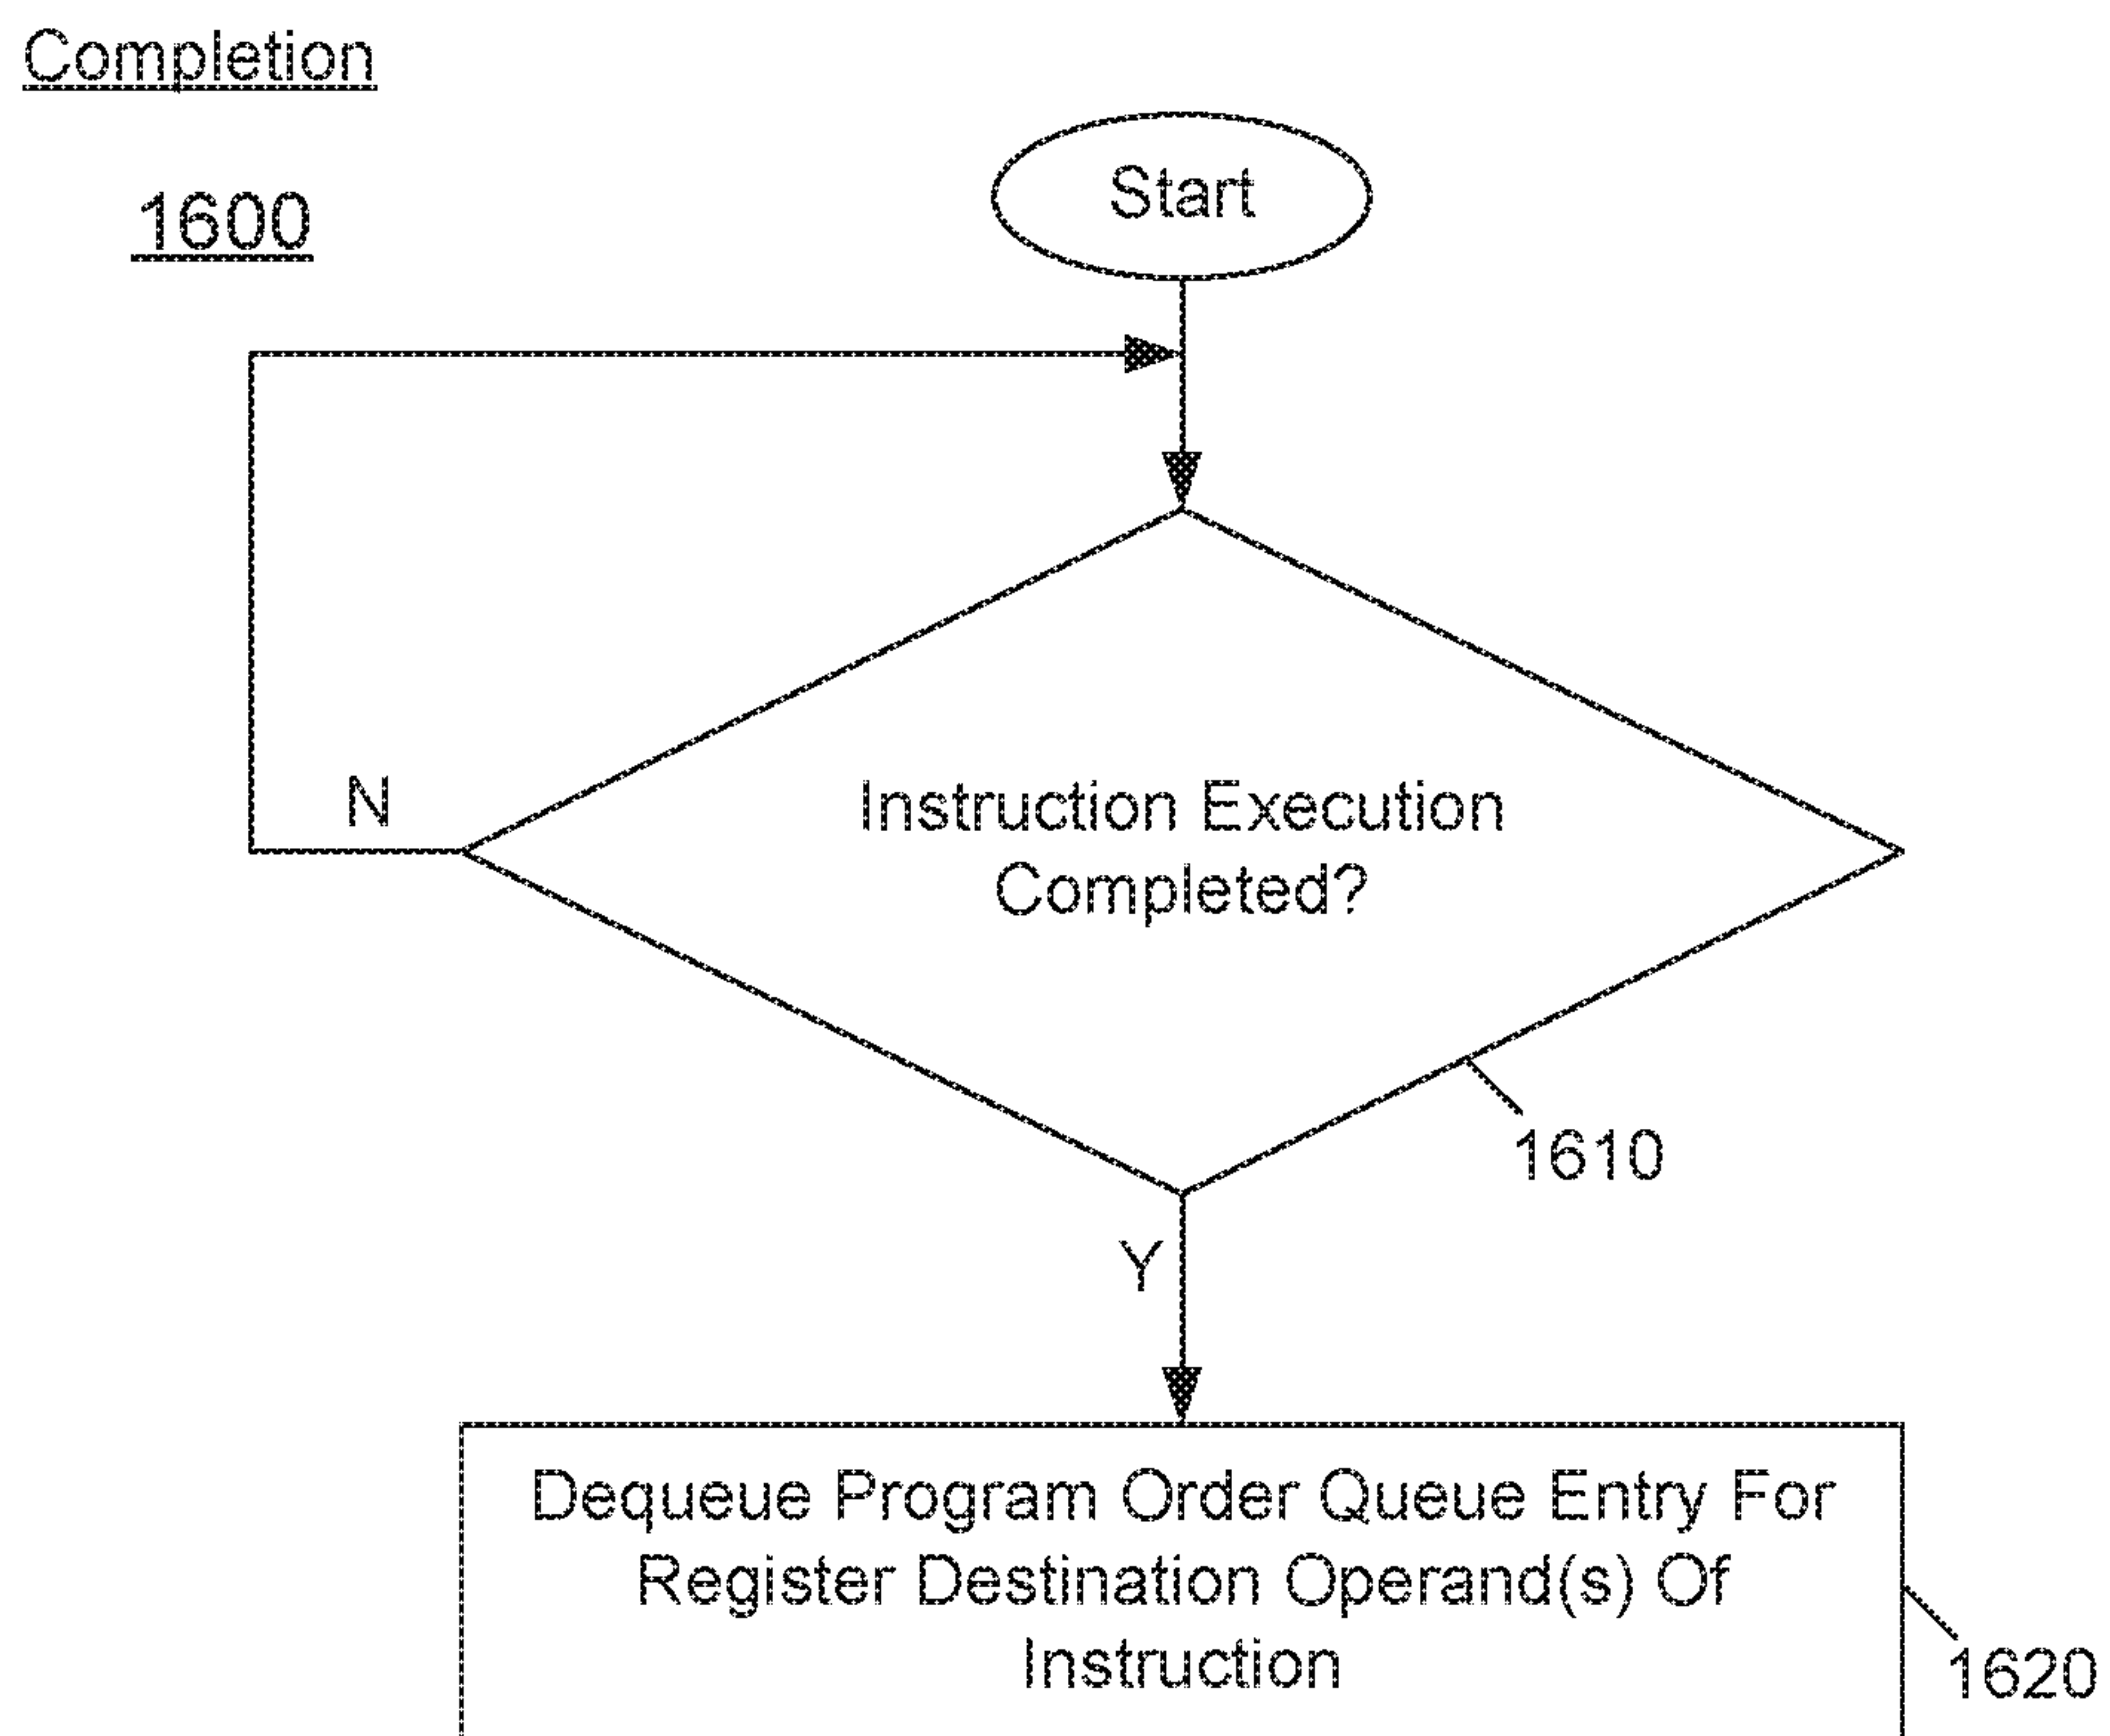 Completion
1600
Start
N
Instruction Execution
Completed?
1610
Y
Dequeue Program Order Queue Entry For
Register Destination Operand(s) Of
Instruction
1620